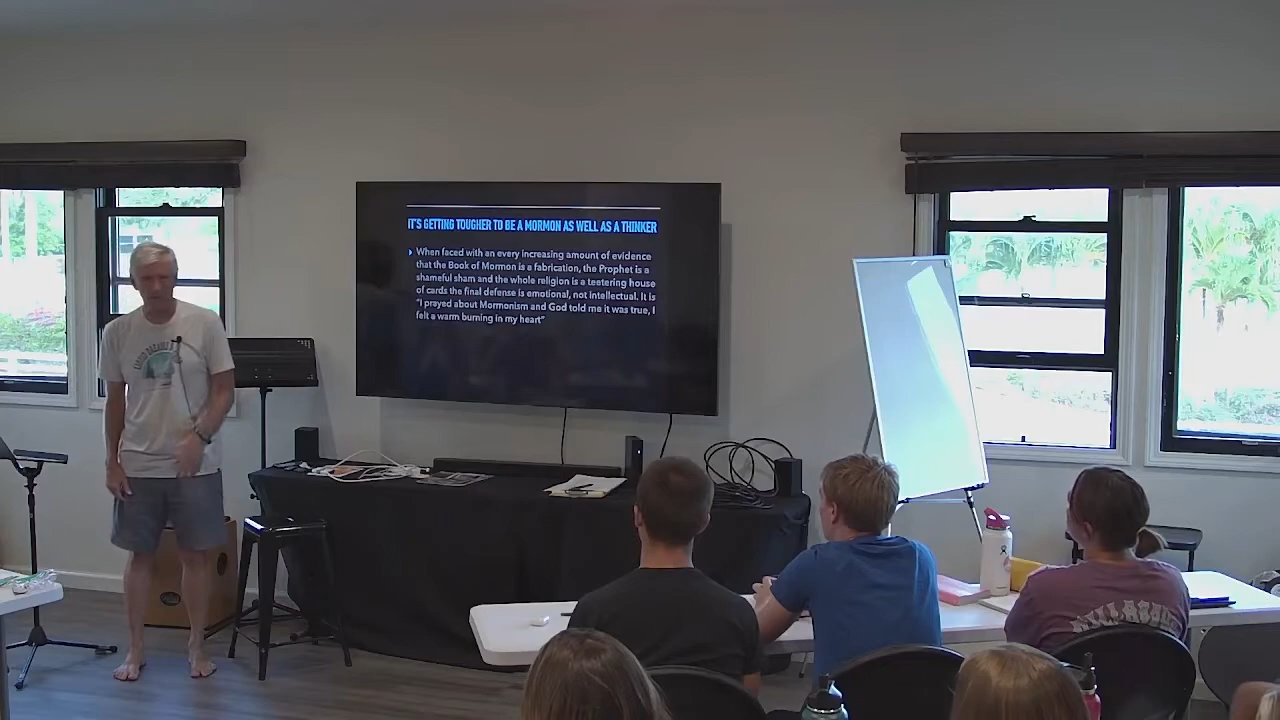 IT'S GETTING TOUGHER TO BE A MORMON AS WELL AS A THINKER
When faced with an every increasing amount of evidence
that the Book of Mormon is a fabrication, the Prophet is a
shameful sham and the whole religion is a teetering house
of cards the final defense is emotional, not intellectual. It is
"I prayed about Mormonism and God told me it was true, I
felt a warm burning in my heart"